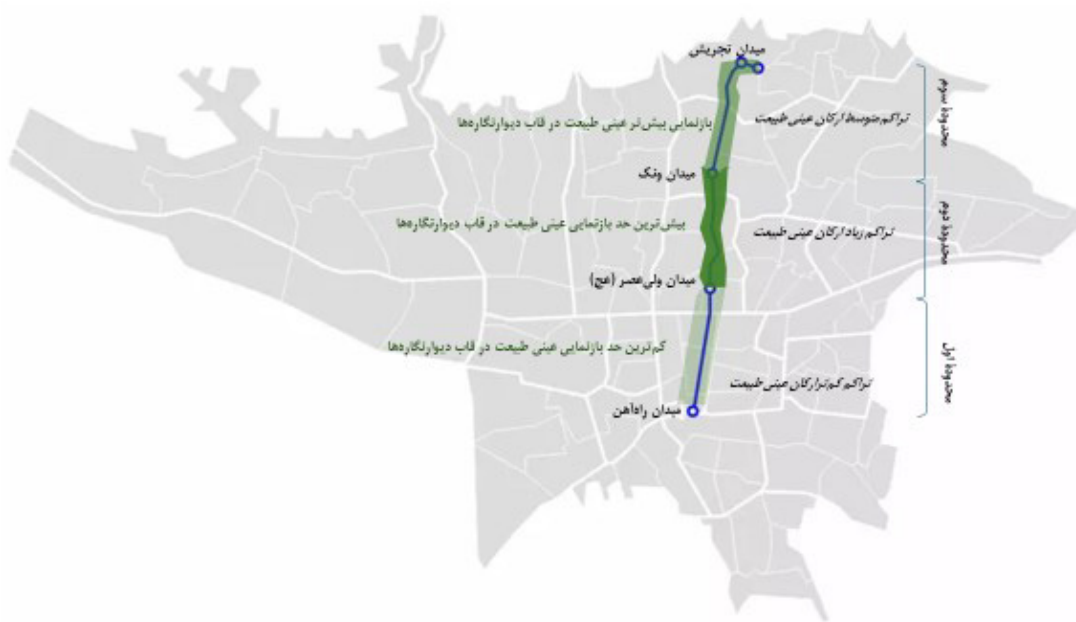 میدان تجریش
محدودهٔ سوم
تراکم متوسط ارکان عینی طبیعت
بازنمایی بیش‌تر عینی طبیعت در قاب دیوارنگاره‌ها
میدان ونک
محدودهٔ دوم
تراکم زیاد ارکان عینی طبیعت
بیش‌ترین حد بازنمایی عینی طبیعت در قاب دیوارنگاره‌ها
میدان ولی‌عصر (عج)
محدودهٔ اول
کم‌ترین حد بازنمایی عینی طبیعت در قاب دیوارنگاره‌ها
تراکم کم‌تر ارکان عینی طبیعت
میدان راه‌آهن